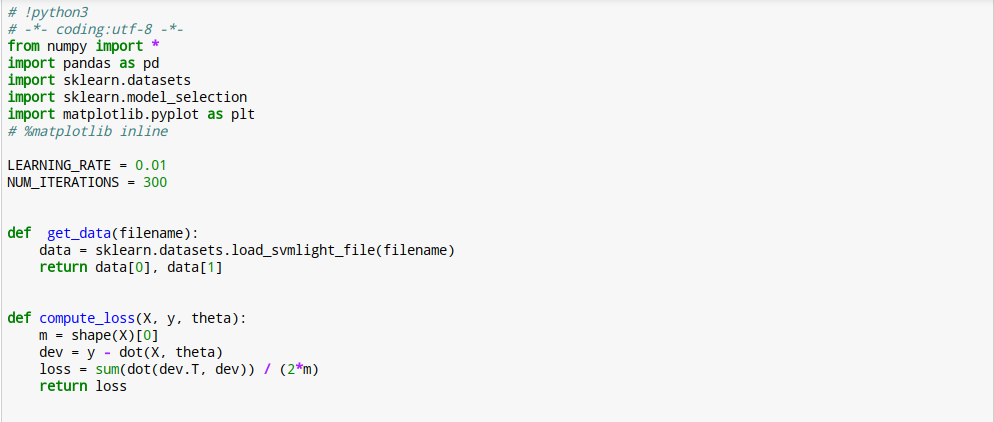 # !python3
# -*- coding:utf-8 -*-
from numpy import *
import pandas as pd
import sklearn.datasets
import sklearn.model_selection
import matplotlib.pyplot as plt
# %matplotlib inline

LEARNING_RATE = 0.01
NUM_ITERATIONS = 300


def  get_data(filename):
    data = sklearn.datasets.load_svmlight_file(filename)
    return data[0], data[1]


def compute_loss(X, y, theta):
    m = shape(X)[0]
    dev = y - dot(X, theta)
    loss = sum(dot(dev.T, dev)) / (2*m)
    return loss